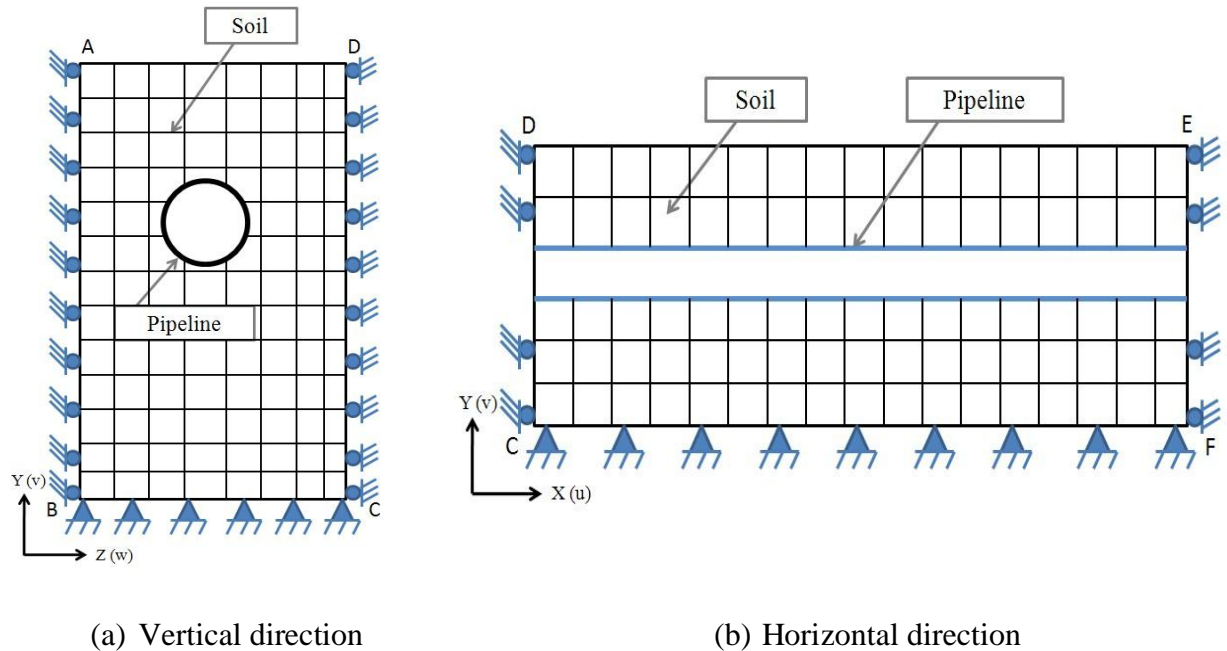 Soil
A
D
Pipeline
Y (v)
B
C
Z (w)
Soil
Pipeline
D
E
Y (v)
C
F
X (u)
(a) Vertical direction
(b) Horizontal direction